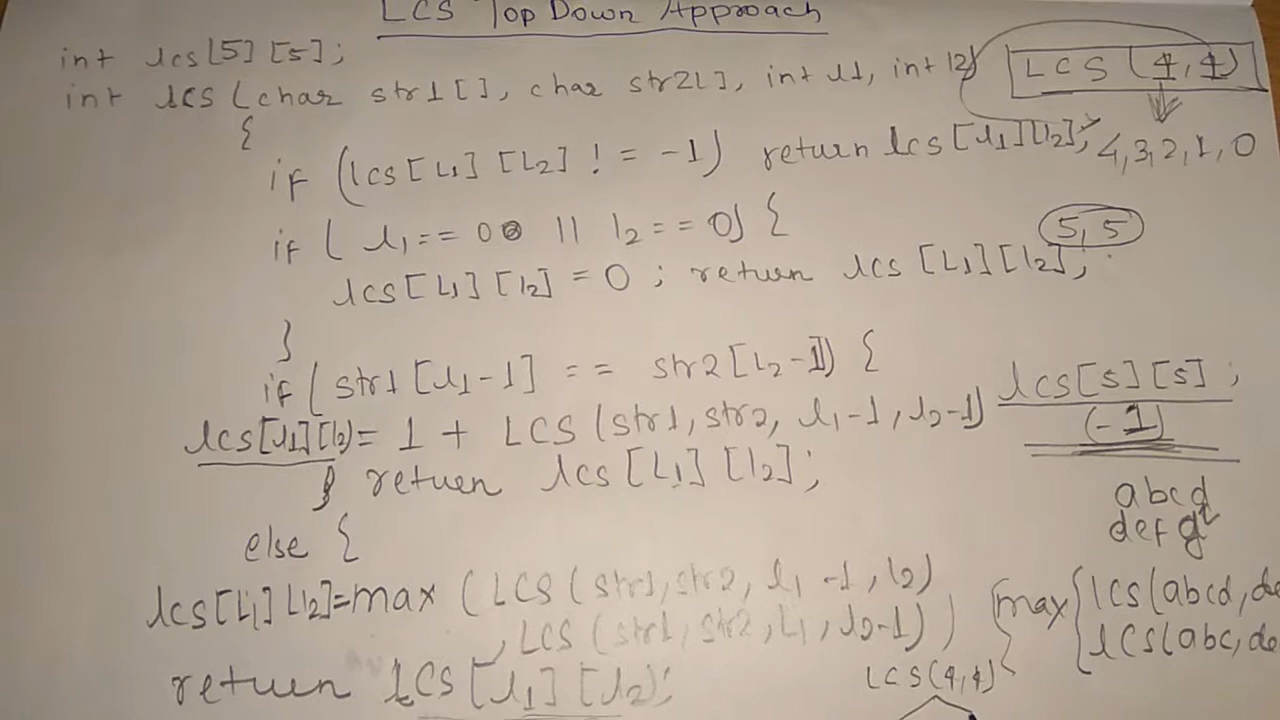 LCS Top Down Approach
int lcs[5][5];
int lcs (char str1[], char str2[], int l1, int l2)
LCS (4,4)
{
if (lcs[L1][L2] != -1) return lcs[l1][l2];
4,3,2,1,0
if (l1==0 || l2==0) {
5,5
lcs[L1][l2] = 0; return lcs[L1][l2];
}
if (str1[l1-1] == str2[L2-1]) {
lcs[5][5];
(-1)
lcs[l1][l2]= 1 + LCS (str1, str2, l1-1, l2-1)
} return lcs[L1][l2];
abcd
defg
else {
lcs[L1][l2]=max (LCS (str1, str2, l1-1, l2)
, LCS (str1, str2, L1, l2-1))
max { lcs(abcd, de
lcs(abc, de
return LCS[l1][l2];
LCS(4,4)